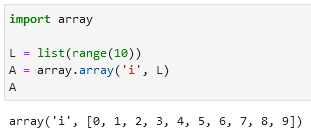 import array
L = list(range(10))
A = array.array('i', L)
A
array('i', [0, 1, 2, 3, 4, 5, 6, 7, 8, 9])